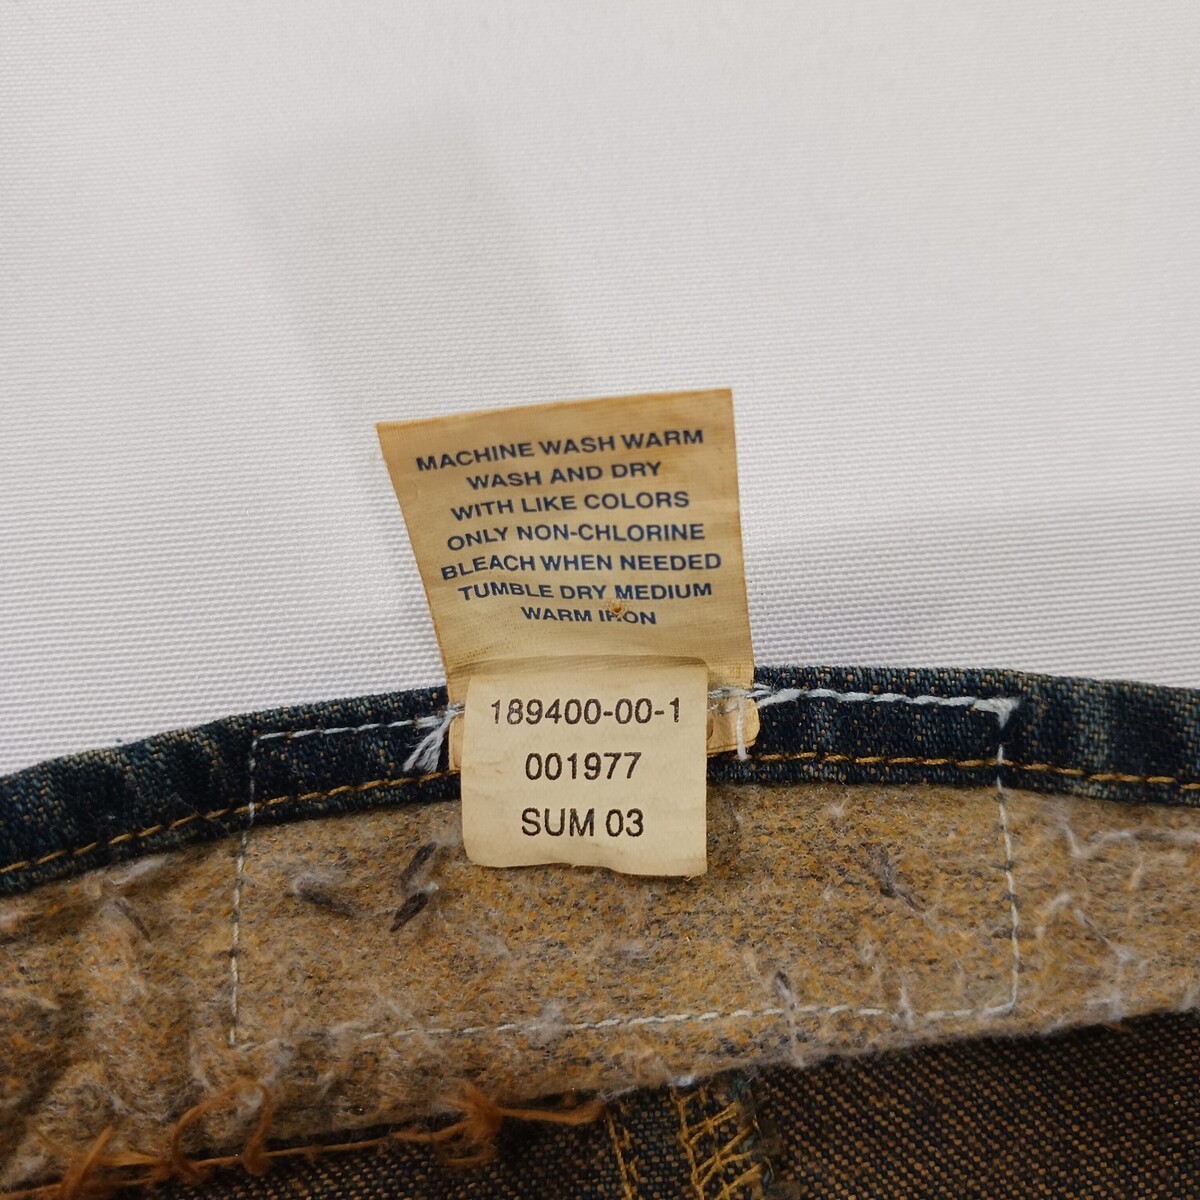 MACHINE WASH WARM
WASH AND DRY
WITH LIKE COLORS
ONLY NON-CHLORINE
BLEACH WHEN NEEDED
TUMBLE DRY MEDIUM
WARM IRON
189400-00-1
001977
SUM 03